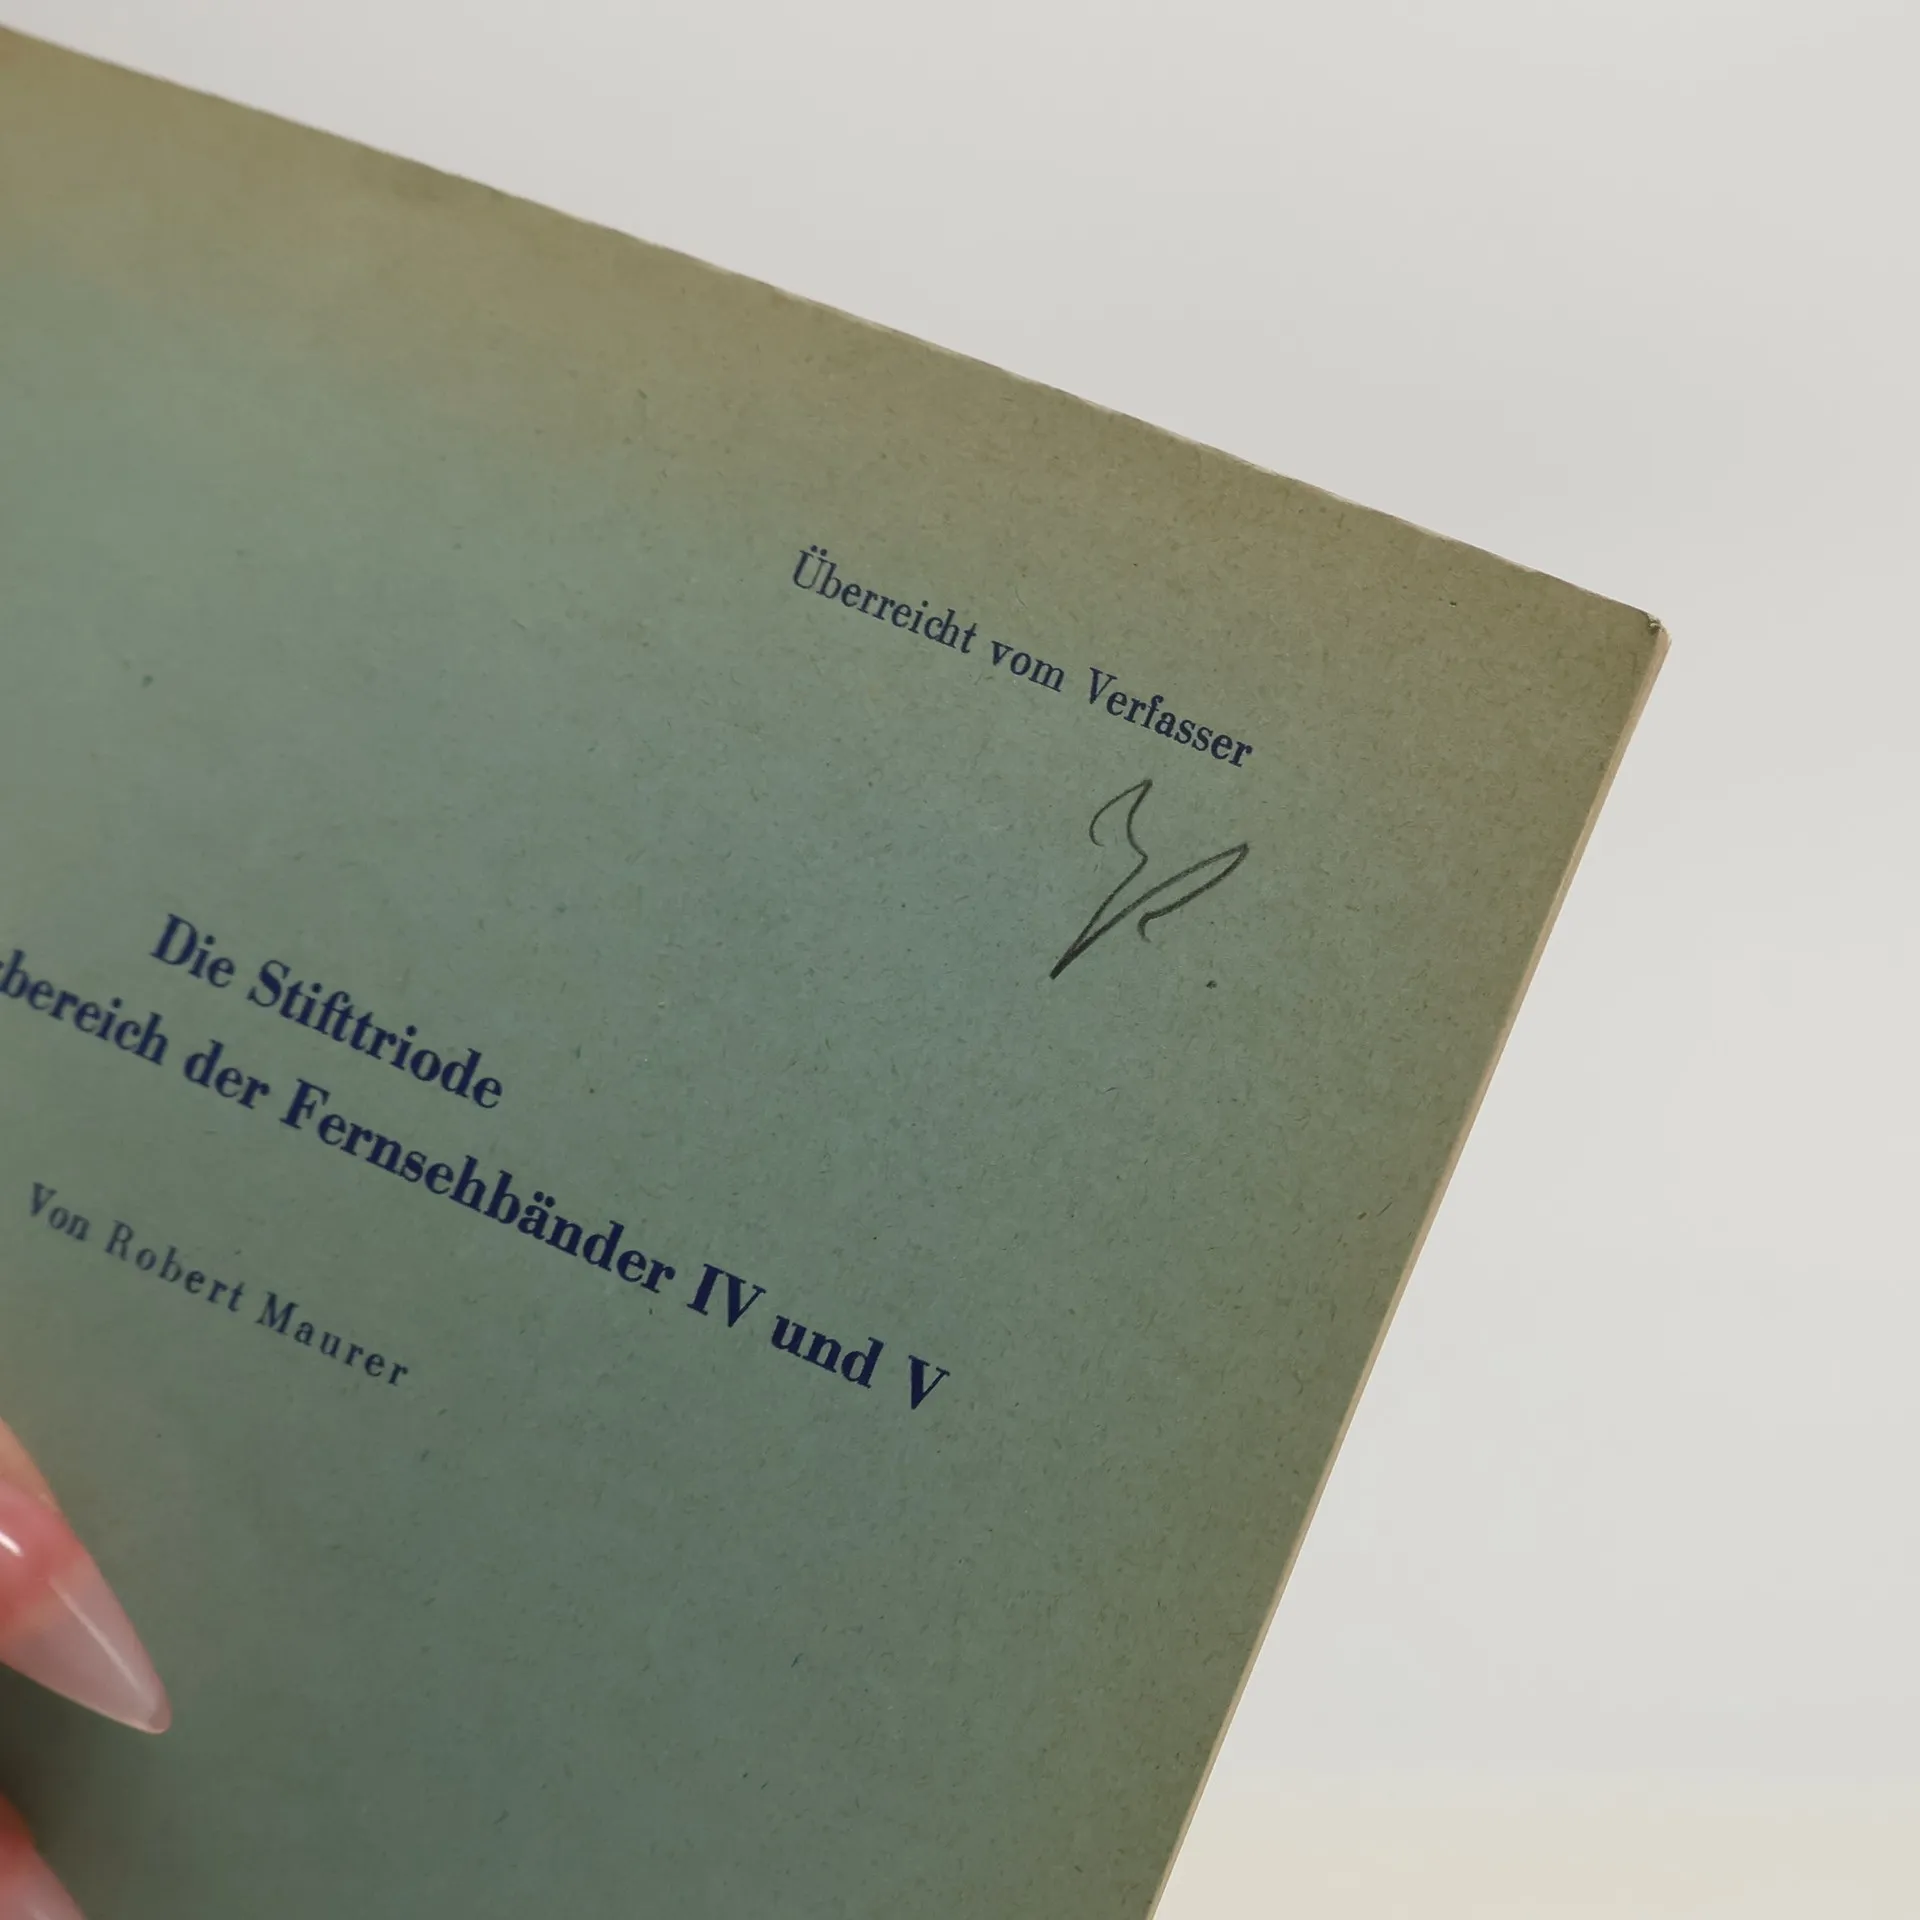 Überreicht vom Verfasser
Die Stifttriode
bereich der Fernsehbänder IV und V
Von Robert Maurer